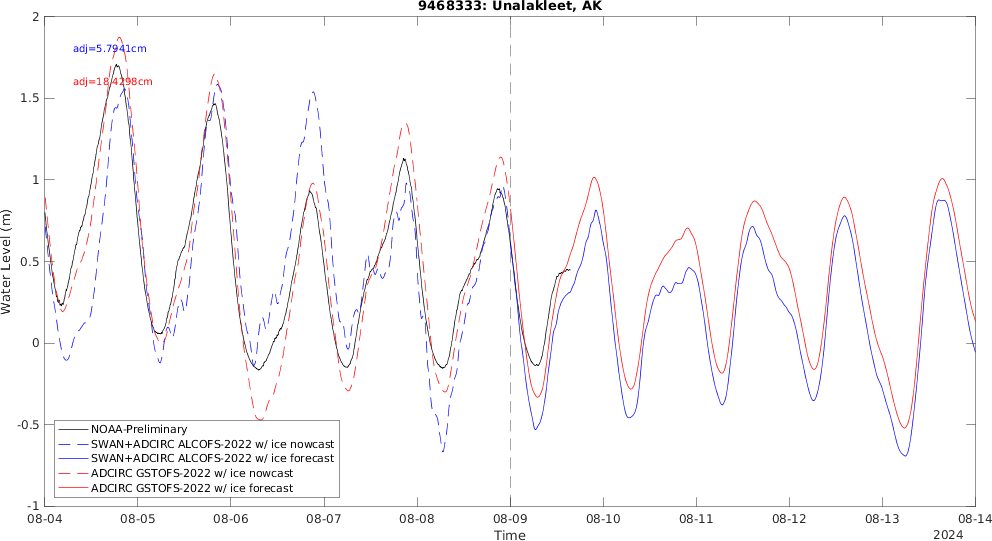 9468333: Unalakleet, AK
2
adj=5.7941cm
adj=18.4298cm
1.5
1
0.5
0
-0.5
-1
Water Level (m)
NOAA-Preliminary
SWAN+ADCIRC ALCOFS-2022 w/ ice nowcast
SWAN+ADCIRC ALCOFS-2022 w/ ice forecast
ADCIRC GSTOFS-2022 w/ ice nowcast
ADCIRC GSTOFS-2022 w/ ice forecast
08-04 08-05 08-06 08-07 08-08 08-09 08-10 08-11 08-12 08-13 08-14
Time
2024